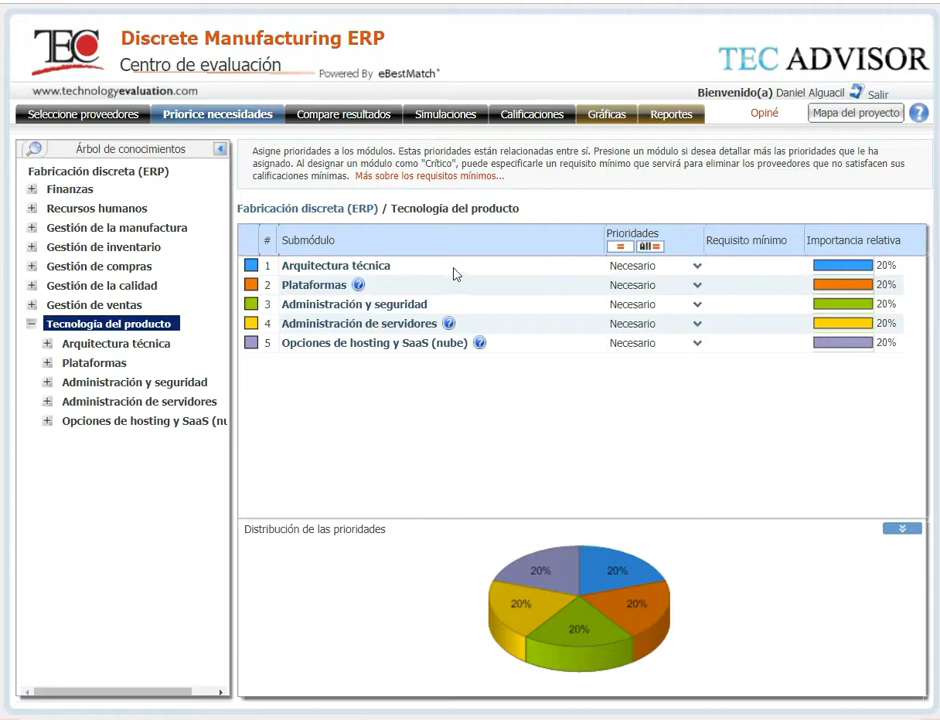 TEC
Discrete Manufacturing ERP
Centro de evaluación
Powered By eBestMatch"
TEC ADVISOR
www.technologyevaluation.com
Bienvenido(a) Daniel Alguacil Salir
Seleccione proveedores Priorice necesidades Compare resultados Simulaciones Calificaciones Gráficas Reportes Opiné Mapa del proyecto ?
Árbol de conocimientos
Fabricación discreta (ERP)
Finanzas
Recursos humanos
Gestión de la manufactura
Gestión de inventario
Gestión de compras
Gestión de la calidad
Gestión de ventas
Tecnología del producto
Arquitectura técnica
Plataformas
Administración y seguridad
Administración de servidores
Opciones de hosting y SaaS (nu
Asigne prioridades a los módulos. Estas prioridades están relacionadas entre sí. Presione un módulo si desea detallar más las prioridades que le ha
asignado. Al designar un módulo como "Crítico", puede especificarle un requisito mínimo que servirá para eliminar los proveedores que no satisfacen sus
calificaciones mínimas. Más sobre los requisitos mínimos...
Fabricación discreta (ERP) / Tecnología del producto
# Submódulo Prioridades = All= Requisito mínimo Importancia relativa
1 Arquitectura técnica Necesario 20%
2 Plataformas ? Necesario 20%
3 Administración y seguridad Necesario 20%
4 Administración de servidores ? Necesario 20%
5 Opciones de hosting y SaaS (nube) ? Necesario 20%
Distribución de las prioridades
20% 20%
20% 20%
20%